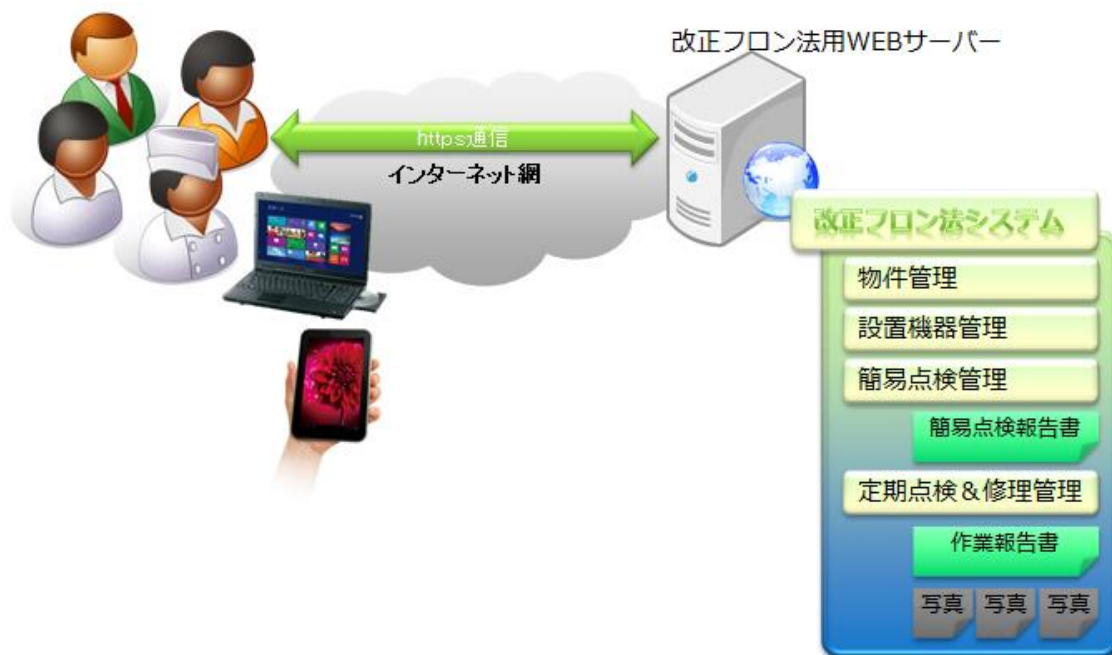 改正フロン法用WEBサーバー
https通信
インターネット網
改正フロン法システム
物件管理
設置機器管理
簡易点検管理
簡易点検報告書
定期点検＆修理管理
作業報告書
写真 写真 写真